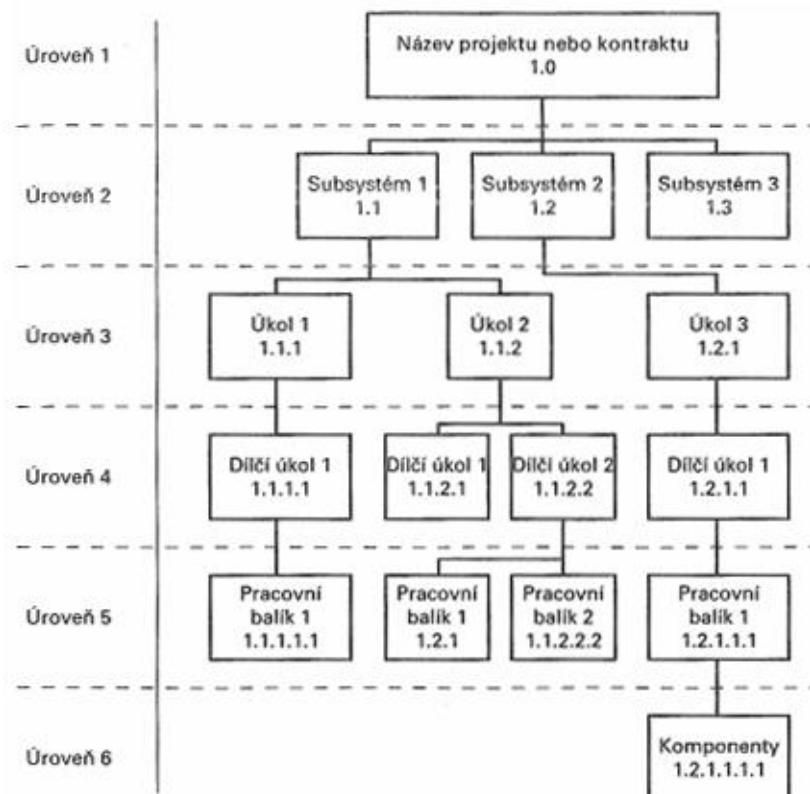 Úroveň 1
Název projektu nebo kontraktu
1.0
Úroveň 2
Subsystém 1
1.1
Subsystém 2
1.2
Subsystém 3
1.3
Úroveň 3
Úkol 1
1.1.1
Úkol 2
1.1.2
Úkol 3
1.2.1
Úroveň 4
Dílčí úkol 1
1.1.1.1
Dílčí úkol 1
1.1.2.1
Dílčí úkol 2
1.1.2.2
Dílčí úkol 1
1.2.1.1
Úroveň 5
Pracovní
balík 1
1.1.1.1.1
Pracovní
balík 1
1.2.1
Pracovní
balík 2
1.1.2.2.2
Pracovní
balík 1
1.2.1.1.1
Úroveň 6
Komponenty
1.2.1.1.1.1